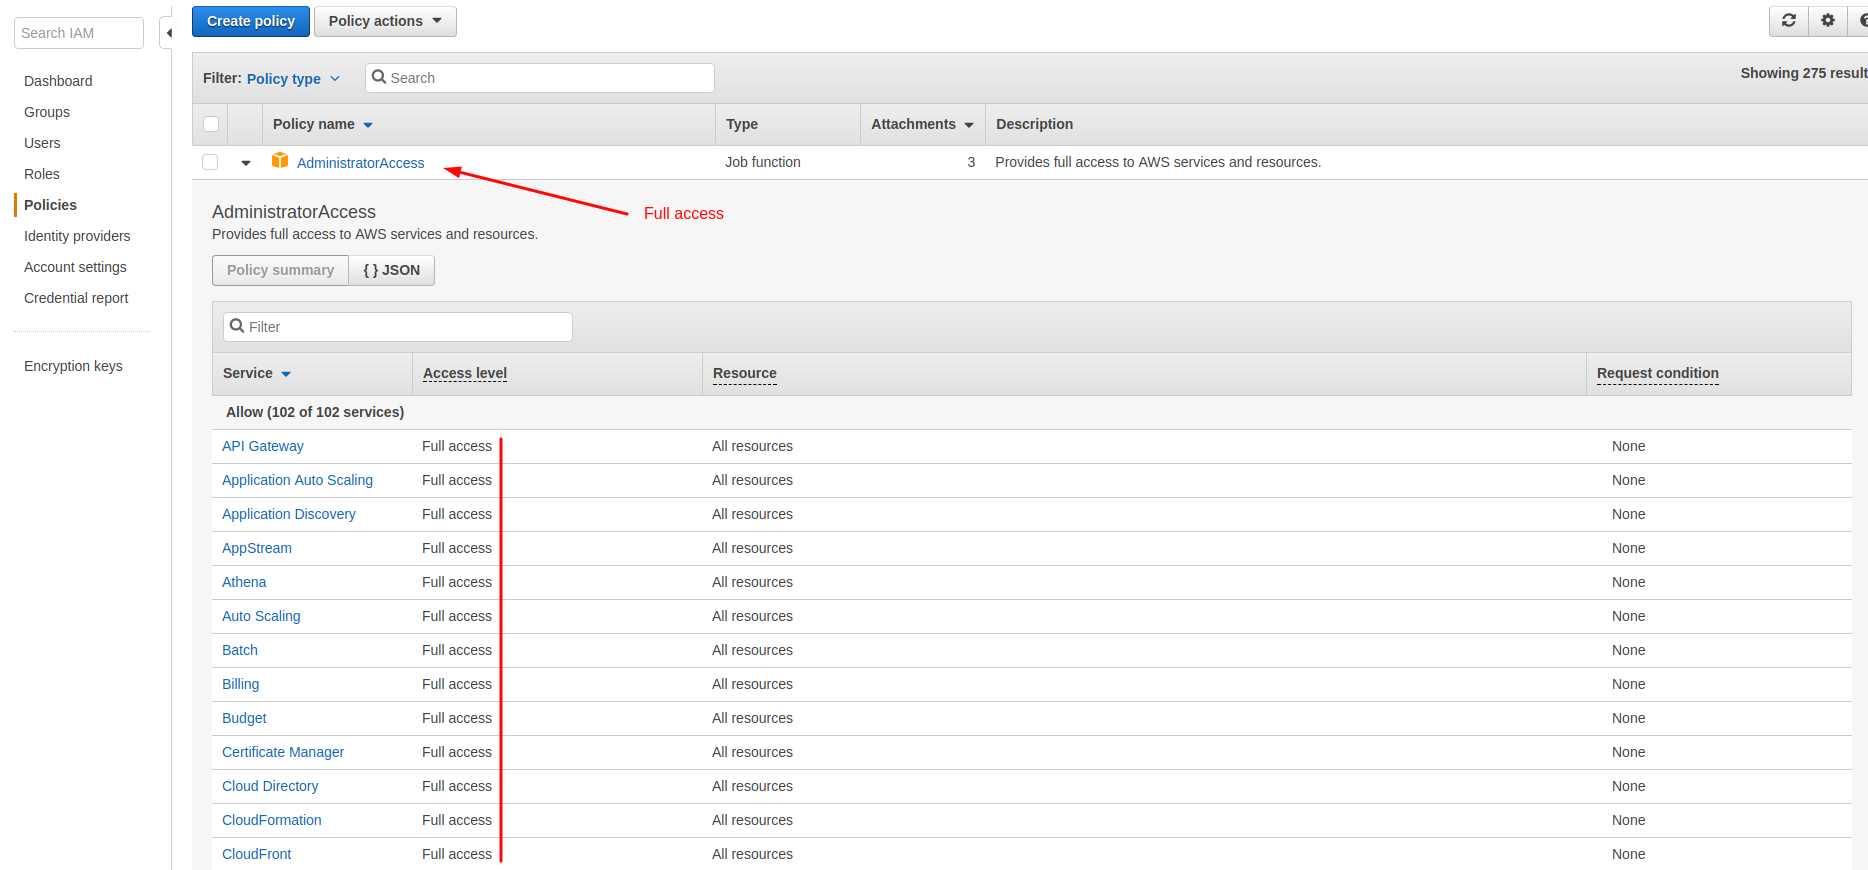 Search IAM
Dashboard
Groups
Users
Roles
Policies
Identity providers
Account settings
Credential report
Encryption keys
Create policy Policy actions
Filter: Policy type Search Showing 275 result
Policy name Type Attachments Description
AdministratorAccess Job function 3 Provides full access to AWS services and resources.
Full access
AdministratorAccess
Provides full access to AWS services and resources.
Policy summary { } JSON
Filter
Service Access level Resource Request condition
Allow (102 of 102 services)
API Gateway Full access All resources None
Application Auto Scaling Full access All resources None
Application Discovery Full access All resources None
AppStream Full access All resources None
Athena Full access All resources None
Auto Scaling Full access All resources None
Batch Full access All resources None
Billing Full access All resources None
Budget Full access All resources None
Certificate Manager Full access All resources None
Cloud Directory Full access All resources None
CloudFormation Full access All resources None
CloudFront Full access All resources None